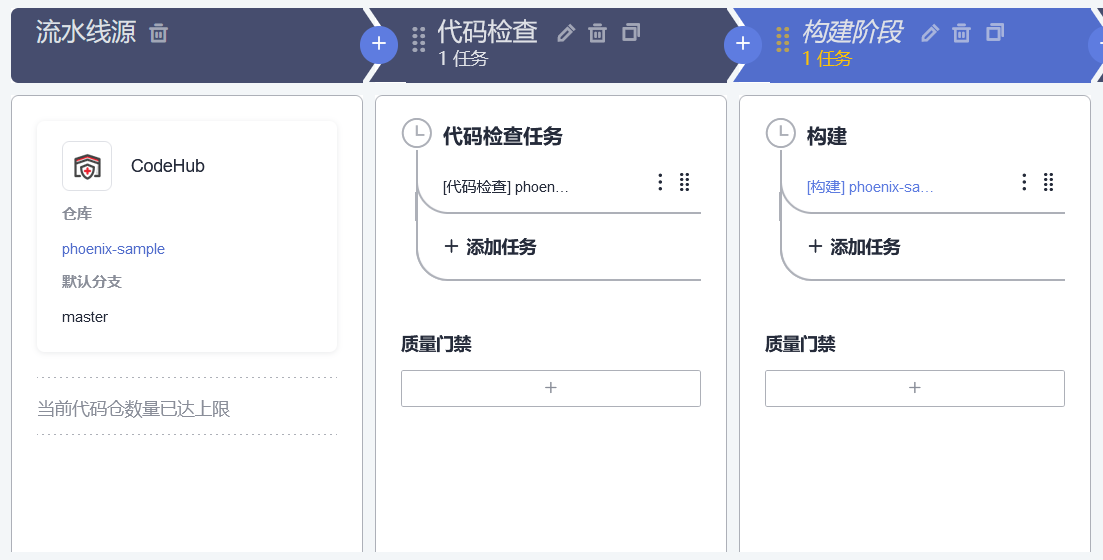 流水线源
代码检查
1 任务
构建阶段
1 任务
CodeHub
仓库
phoenix-sample
默认分支
master
当前代码仓数量已达上限
代码检查任务
[代码检查] phoen...
添加任务
质量门禁
构建
[构建] phoenix-sa...
添加任务
质量门禁